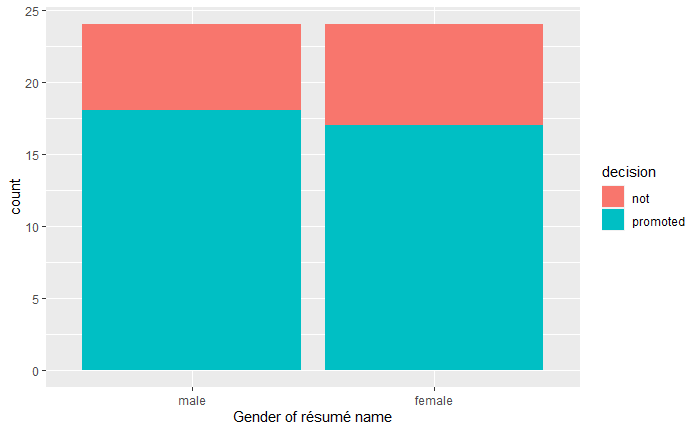 25
20
15
10
5
0
count
male
female
Gender of résumé name
decision
not
promoted